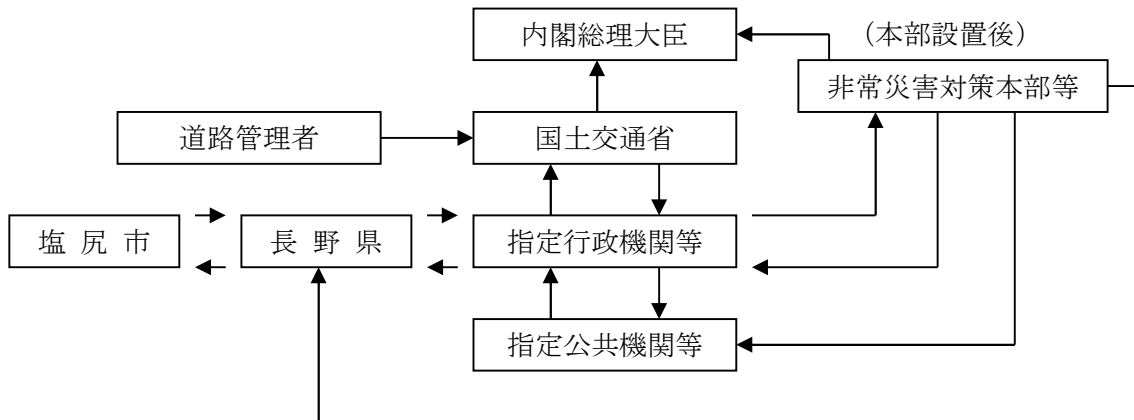 内閣総理大臣
（本部設置後）
非常災害対策本部等
道路管理者
国土交通省
塩尻市
長野県
指定行政機関等
指定公共機関等